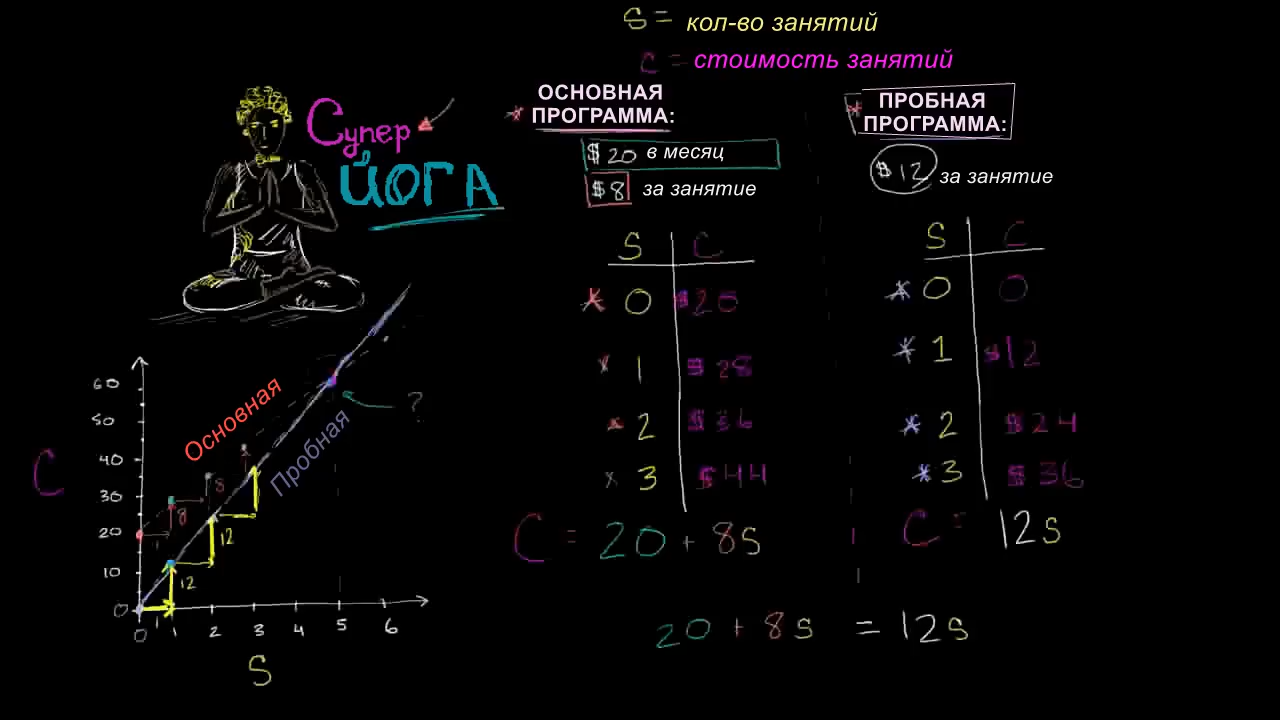 S = кол-во занятий
C = стоимость занятий
Супер
ЙОГА
* ОСНОВНАЯ
ПРОГРАММА:
$20 в месяц
$8 за занятие
S C
* 0 $20
* 1 $28
* 2 $36
* 3 $44
C = 20 + 8s
* ПРОБНАЯ
ПРОГРАММА:
$12 за занятие
S C
* 0 0
* 1 $12
* 2 $24
* 3 $36
C = 12s
20 + 8s = 12s
C
60
50
40
30
20
10
0
0 1 2 3 4 5 6
S
Основная
Пробная
?
8
8
12
12
1